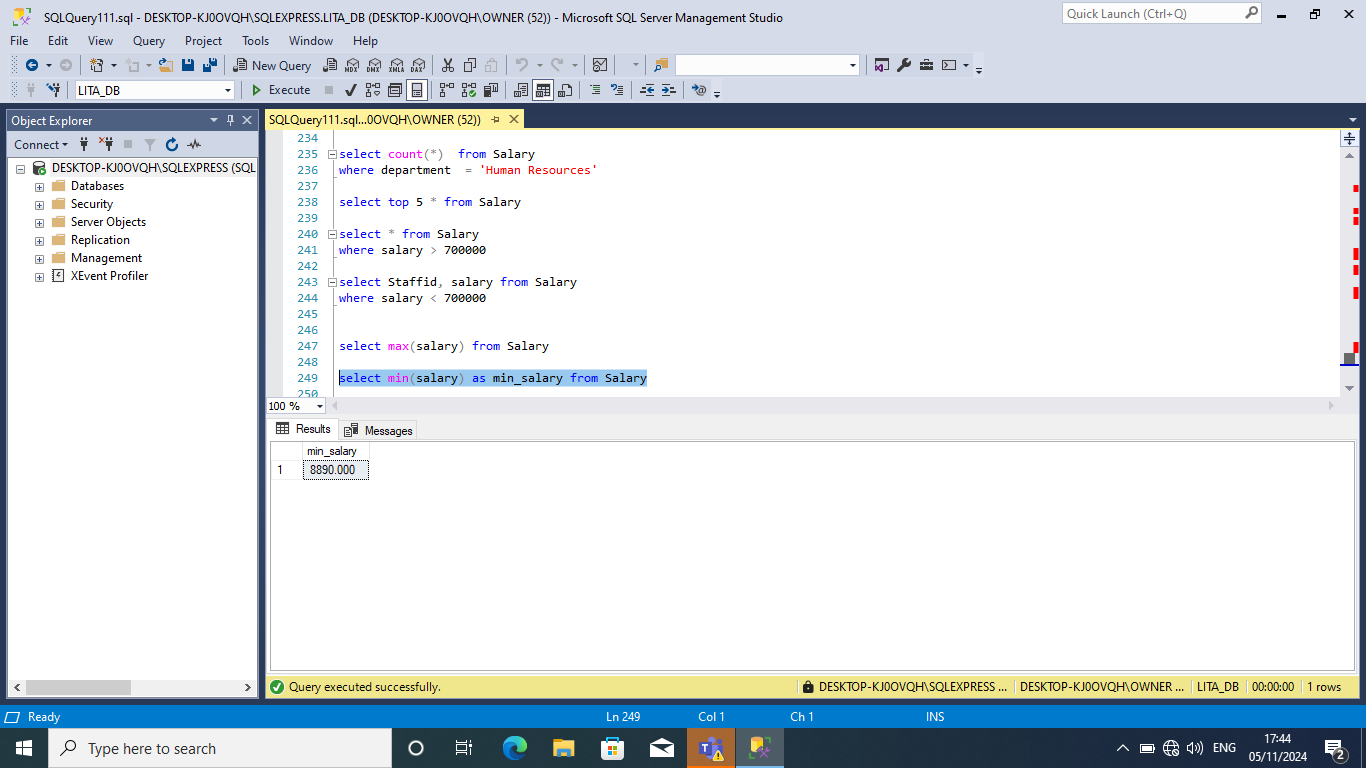 SQLQuery111.sql - DESKTOP-KJ0OVQH\SQLEXPRESS.LITA_DB (DESKTOP-KJ0OVQH\OWNER (52)) - Microsoft SQL Server Management Studio
Quick Launch (Ctrl+Q)
File Edit View Query Project Tools Window Help
New Query MDX DMX XMLA DAX
LITA_DB Execute
Object Explorer
SQLQuery111.sql...0OVQH\OWNER (52))
Connect
DESKTOP-KJ0OVQH\SQLEXPRESS (SQL
Databases
Security
Server Objects
Replication
Management
XEvent Profiler
234
235 select count(*)  from Salary
236 where department  = 'Human Resources'
237
238 select top 5 * from Salary
239
240 select * from Salary
241 where salary > 700000
242
243 select Staffid, salary from Salary
244 where salary < 700000
245
246
247 select max(salary) from Salary
248
249 select min(salary) as min_salary from Salary
250
100 %
Results Messages
min_salary
1 8890.000
Query executed successfully. DESKTOP-KJ0OVQH\SQLEXPRESS ... DESKTOP-KJ0OVQH\OWNER ... LITA_DB 00:00:00 1 rows
Ready Ln 249 Col 1 Ch 1 INS
Type here to search
ENG
17:44
05/11/2024
2